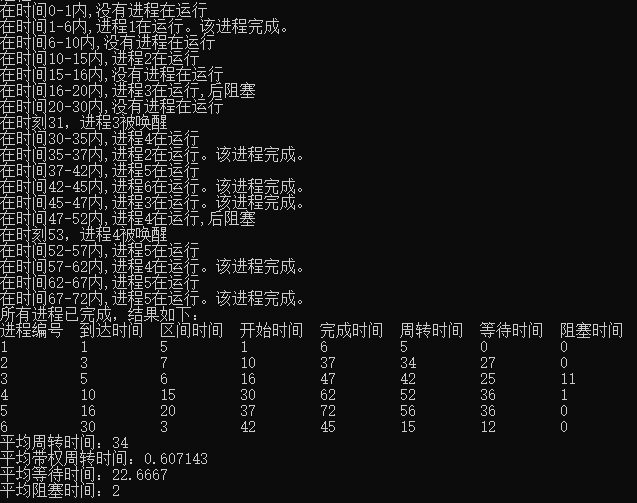 在时间0-1内,没有进程在运行
在时间1-6内,进程1在运行。该进程完成。
在时间6-10内,没有进程在运行
在时间10-15内,进程2在运行
在时间15-16内,没有进程在运行
在时间16-20内,进程3在运行,后阻塞
在时间20-30内,没有进程在运行
在时刻31, 进程3被唤醒
在时间30-35内,进程4在运行
在时间35-37内,进程2在运行。该进程完成。
在时间37-42内,进程5在运行
在时间42-45内,进程6在运行。该进程完成。
在时间45-47内,进程3在运行。该进程完成。
在时间47-52内,进程4在运行,后阻塞
在时刻53, 进程4被唤醒
在时间52-57内,进程5在运行
在时间57-62内,进程4在运行。该进程完成。
在时间62-67内,进程5在运行
在时间67-72内,进程5在运行。该进程完成。
所有进程已完成, 结果如下:
进程编号 到达时间 区间时间 开始时间 完成时间 周转时间 等待时间 阻塞时间
1 1 5 1 6 5 0 0
2 3 7 10 37 34 27 0
3 5 6 16 47 42 25 11
4 10 15 30 62 52 36 1
5 16 20 37 72 56 36 0
6 30 3 42 45 15 12 0
平均周转时间: 34
平均带权周转时间: 0.607143
平均等待时间: 22.6667
平均阻塞时间: 2